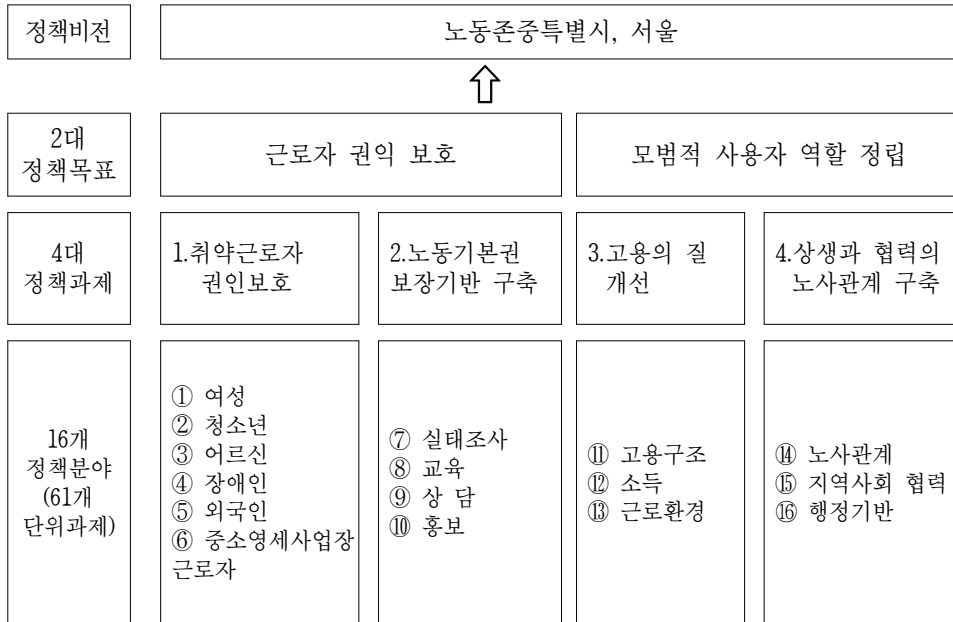 정책비전
노동존중특별시, 서울
2대
정책목표
근로자 권익 보호
모범적 사용자 역할 정립
4대
정책과제
1.취약근로자
권인보호
2.노동기본권
보장기반 구축
3.고용의 질
개선
4.상생과 협력의
노사관계 구축
16개
정책분야
(61개
단위과제)
① 여성
② 청소년
③ 어르신
④ 장애인
⑤ 외국인
⑥ 중소영세사업장
근로자
⑦ 실태조사
⑧ 교육
⑨ 상 담
⑩ 홍보
⑪ 고용구조
⑫ 소득
⑬ 근로환경
⑭ 노사관계
⑮ 지역사회 협력
⑯ 행정기반